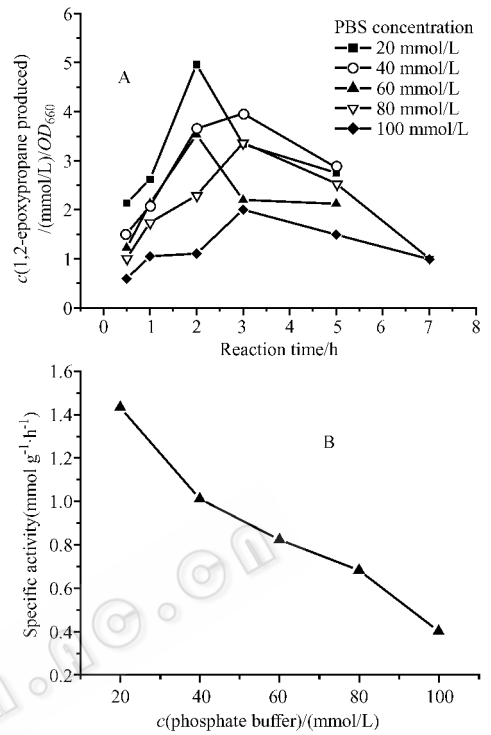 PBS concentration
20 mmol/L
40 mmol/L
60 mmol/L
80 mmol/L
100 mmol/L
A
c(1,2-epoxypropane produced)
/(mmol/L)/OD660
6
5
4
3
2
1
0
0 1 2 3 4 5 6 7 8
Reaction time/h
B
Specific activity(mmol g-1·h-1)
1.6
1.4
1.2
1.0
0.8
0.6
0.4
0.2
20 40 60 80 100
c(phosphate buffer)/(mmol/L)